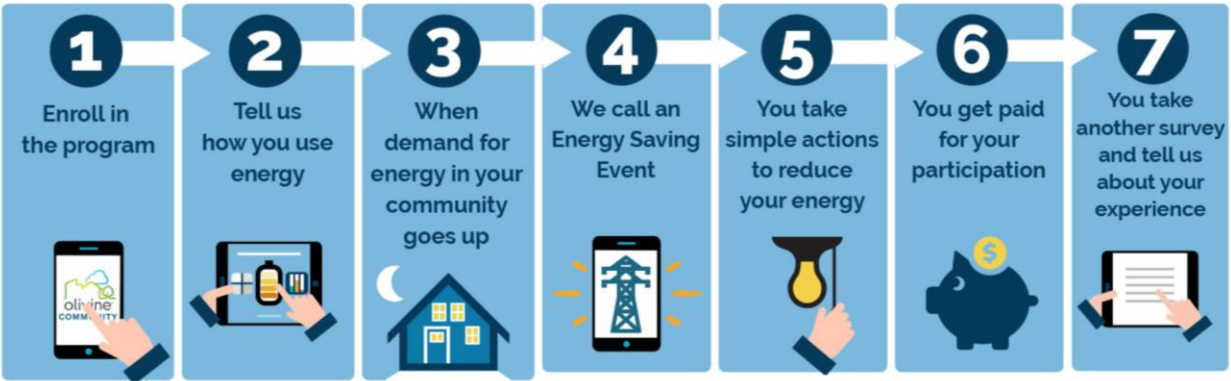 1
Enroll in
the program
olivine
COMMUNITY
2
Tell us
how you use
energy
3
When
demand for
energy in your
community
goes up
4
We call an
Energy Saving
Event
5
You take
simple actions
to reduce
your energy
6
You get paid
for your
participation
$
7
You take
another survey
and tell us
about your
experience